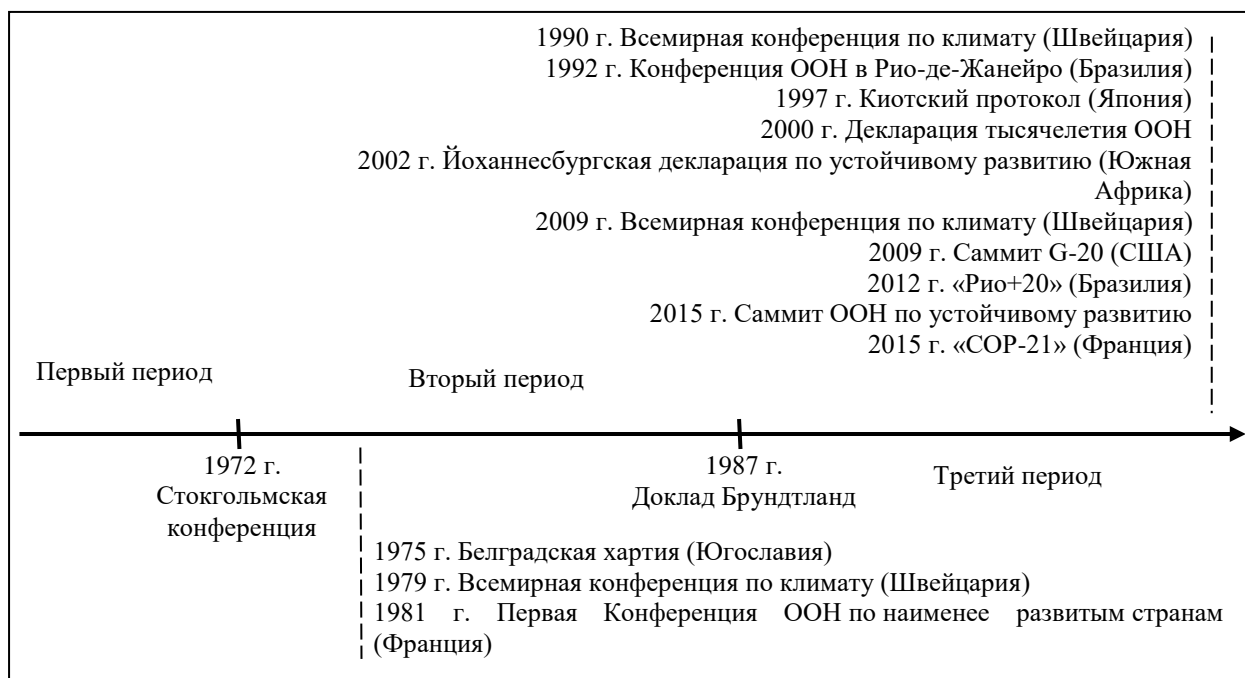 1990 г. Всемирная конференция по климату (Швейцария)
1992 г. Конференция ООН в Рио-де-Жанейро (Бразилия)
1997 г. Киотский протокол (Япония)
2000 г. Декларация тысячелетия ООН
2002 г. Йоханнесбургская декларация по устойчивому развитию (Южная
Африка)
2009 г. Всемирная конференция по климату (Швейцария)
2009 г. Саммит G-20 (США)
2012 г. «Рио+20» (Бразилия)
2015 г. Саммит ООН по устойчивому развитию
2015 г. «СОР-21» (Франция)
Первый период
Вторый период
1972 г.
Стокгольмская
конференция
1987 г.
Доклад Брундтланд
Третий период
1975 г. Белградская хартия (Югославия)
1979 г. Всемирная конференция по климату (Швейцария)
1981 г. Первая Конференция ООН по наименее развитым странам
(Франция)